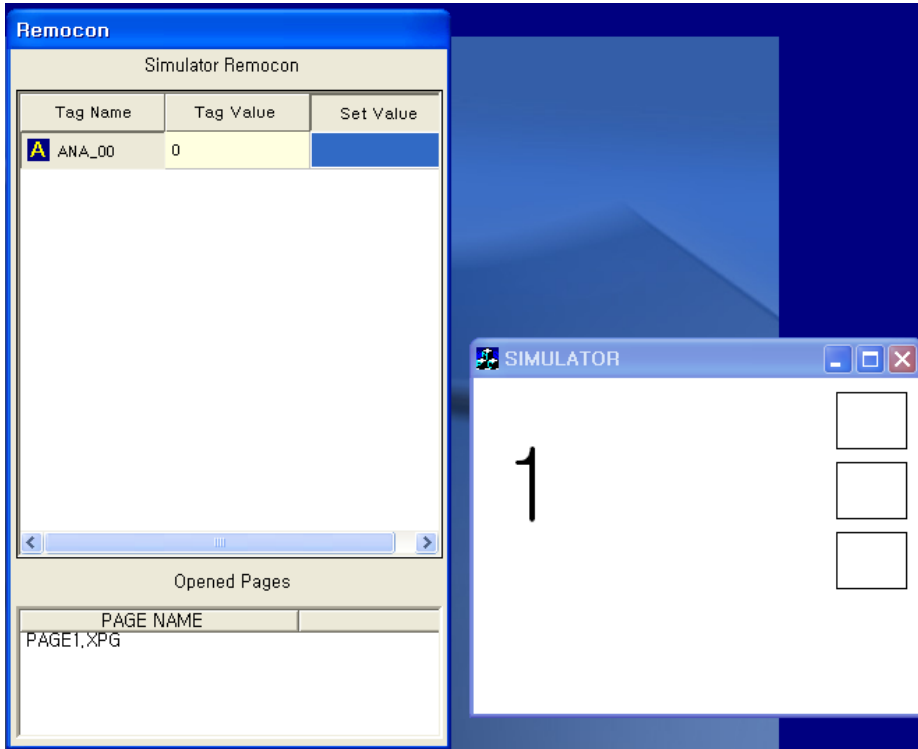 Remocon
Simulator Remocon
Tag Name Tag Value Set Value
A ANA_00 0
SIMULATOR
1
Opened Pages
PAGE NAME
PAGE1,XPG